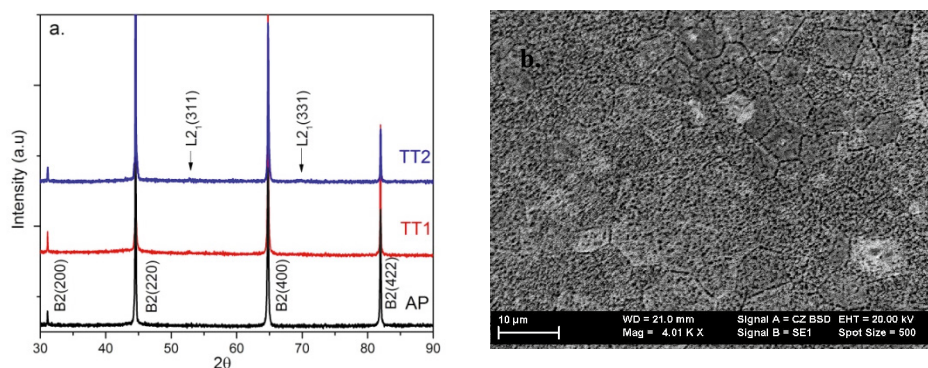 a.
L2₁(311)
L2₁(331)
TT2
TT1
AP
B2(200)
B2(220)
B2(400)
B2(422)
Intensity (a.u)
30 40 50 60 70 80 90
2θ
b.
10 µm
WD = 21.0 mm Signal A = CZ BSD EHT = 20.00 kV
Mag = 4.01 K X Signal B = SE1 Spot Size = 500